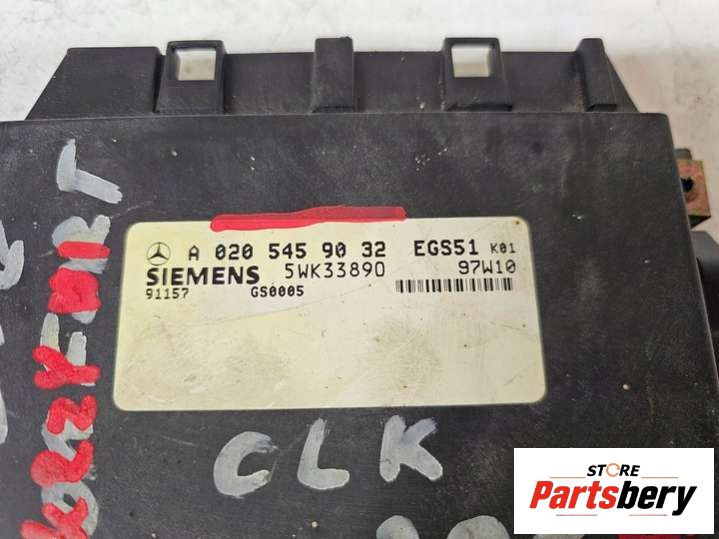 A 020 545 90 32 EGS51 K01
SIEMENS 5WK33890 97W10
91157 GS0005
CLK
STORE
Partsbery